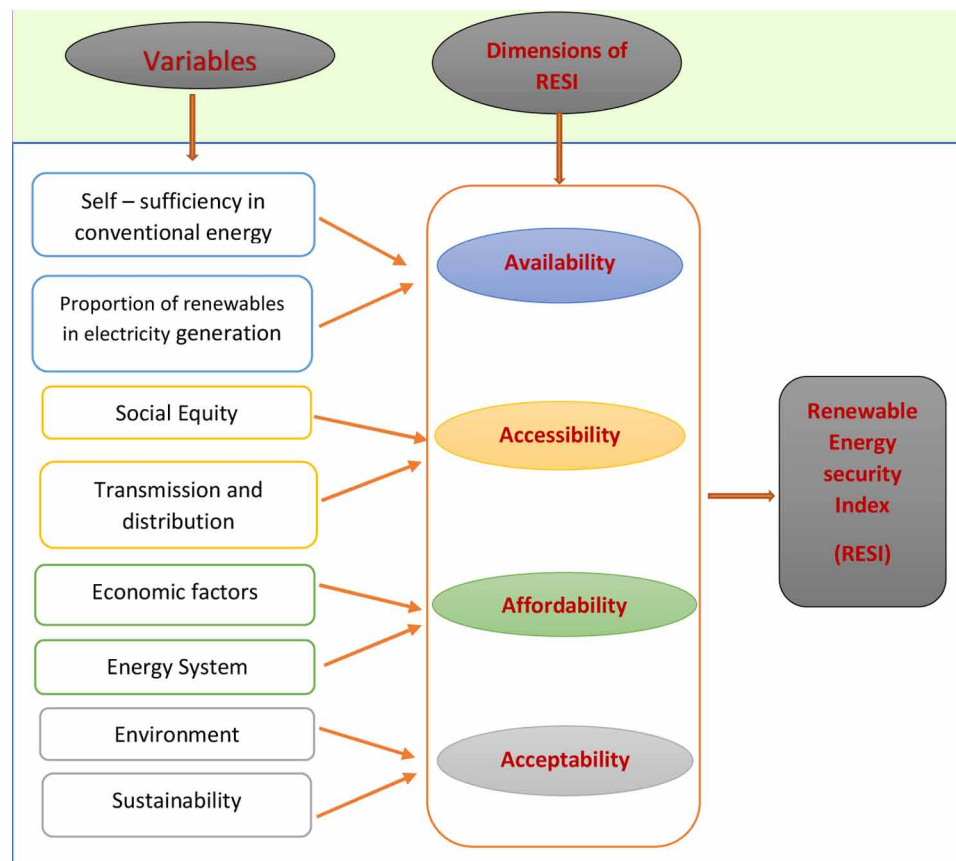 Variables
Dimensions of
RESI
Self – sufficiency in
conventional energy
Proportion of renewables
in electricity generation
Social Equity
Transmission and
distribution
Economic factors
Energy System
Environment
Sustainability
Availability
Accessibility
Affordability
Acceptability
Renewable
Energy
security
Index
(RESI)